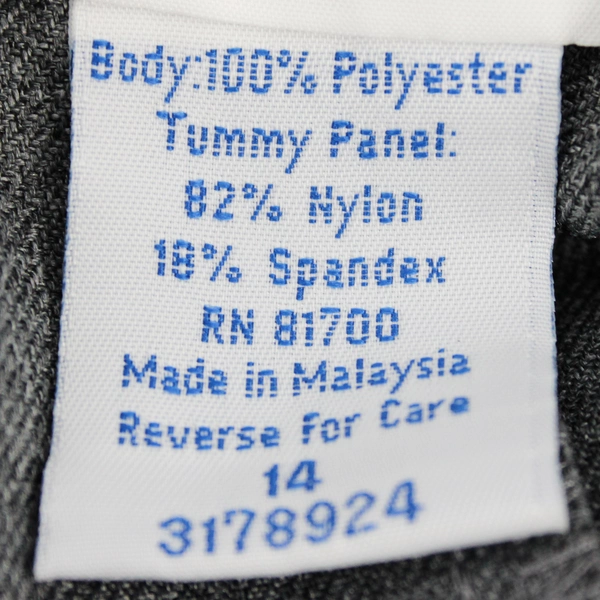 Body:100% Polyester
Tummy Panel:
82% Nylon
18% Spandex
RN 81700
Made in Malaysia
Reverse For Care
14
3178924